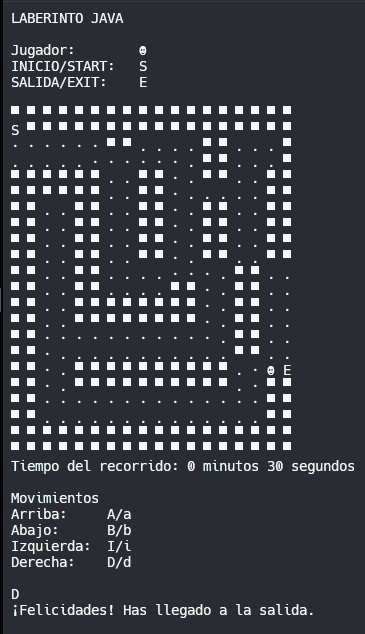 LABERINTO JAVA
Jugador: ☻
INICIO/START: S
SALIDA/EXIT: E
S
E
Tiempo del recorrido: 0 minutos 30 segundos
Movimientos
Arriba: A/a
Abajo: B/b
Izquierda: I/i
Derecha: D/d
D
¡Felicidades! Has llegado a la salida.